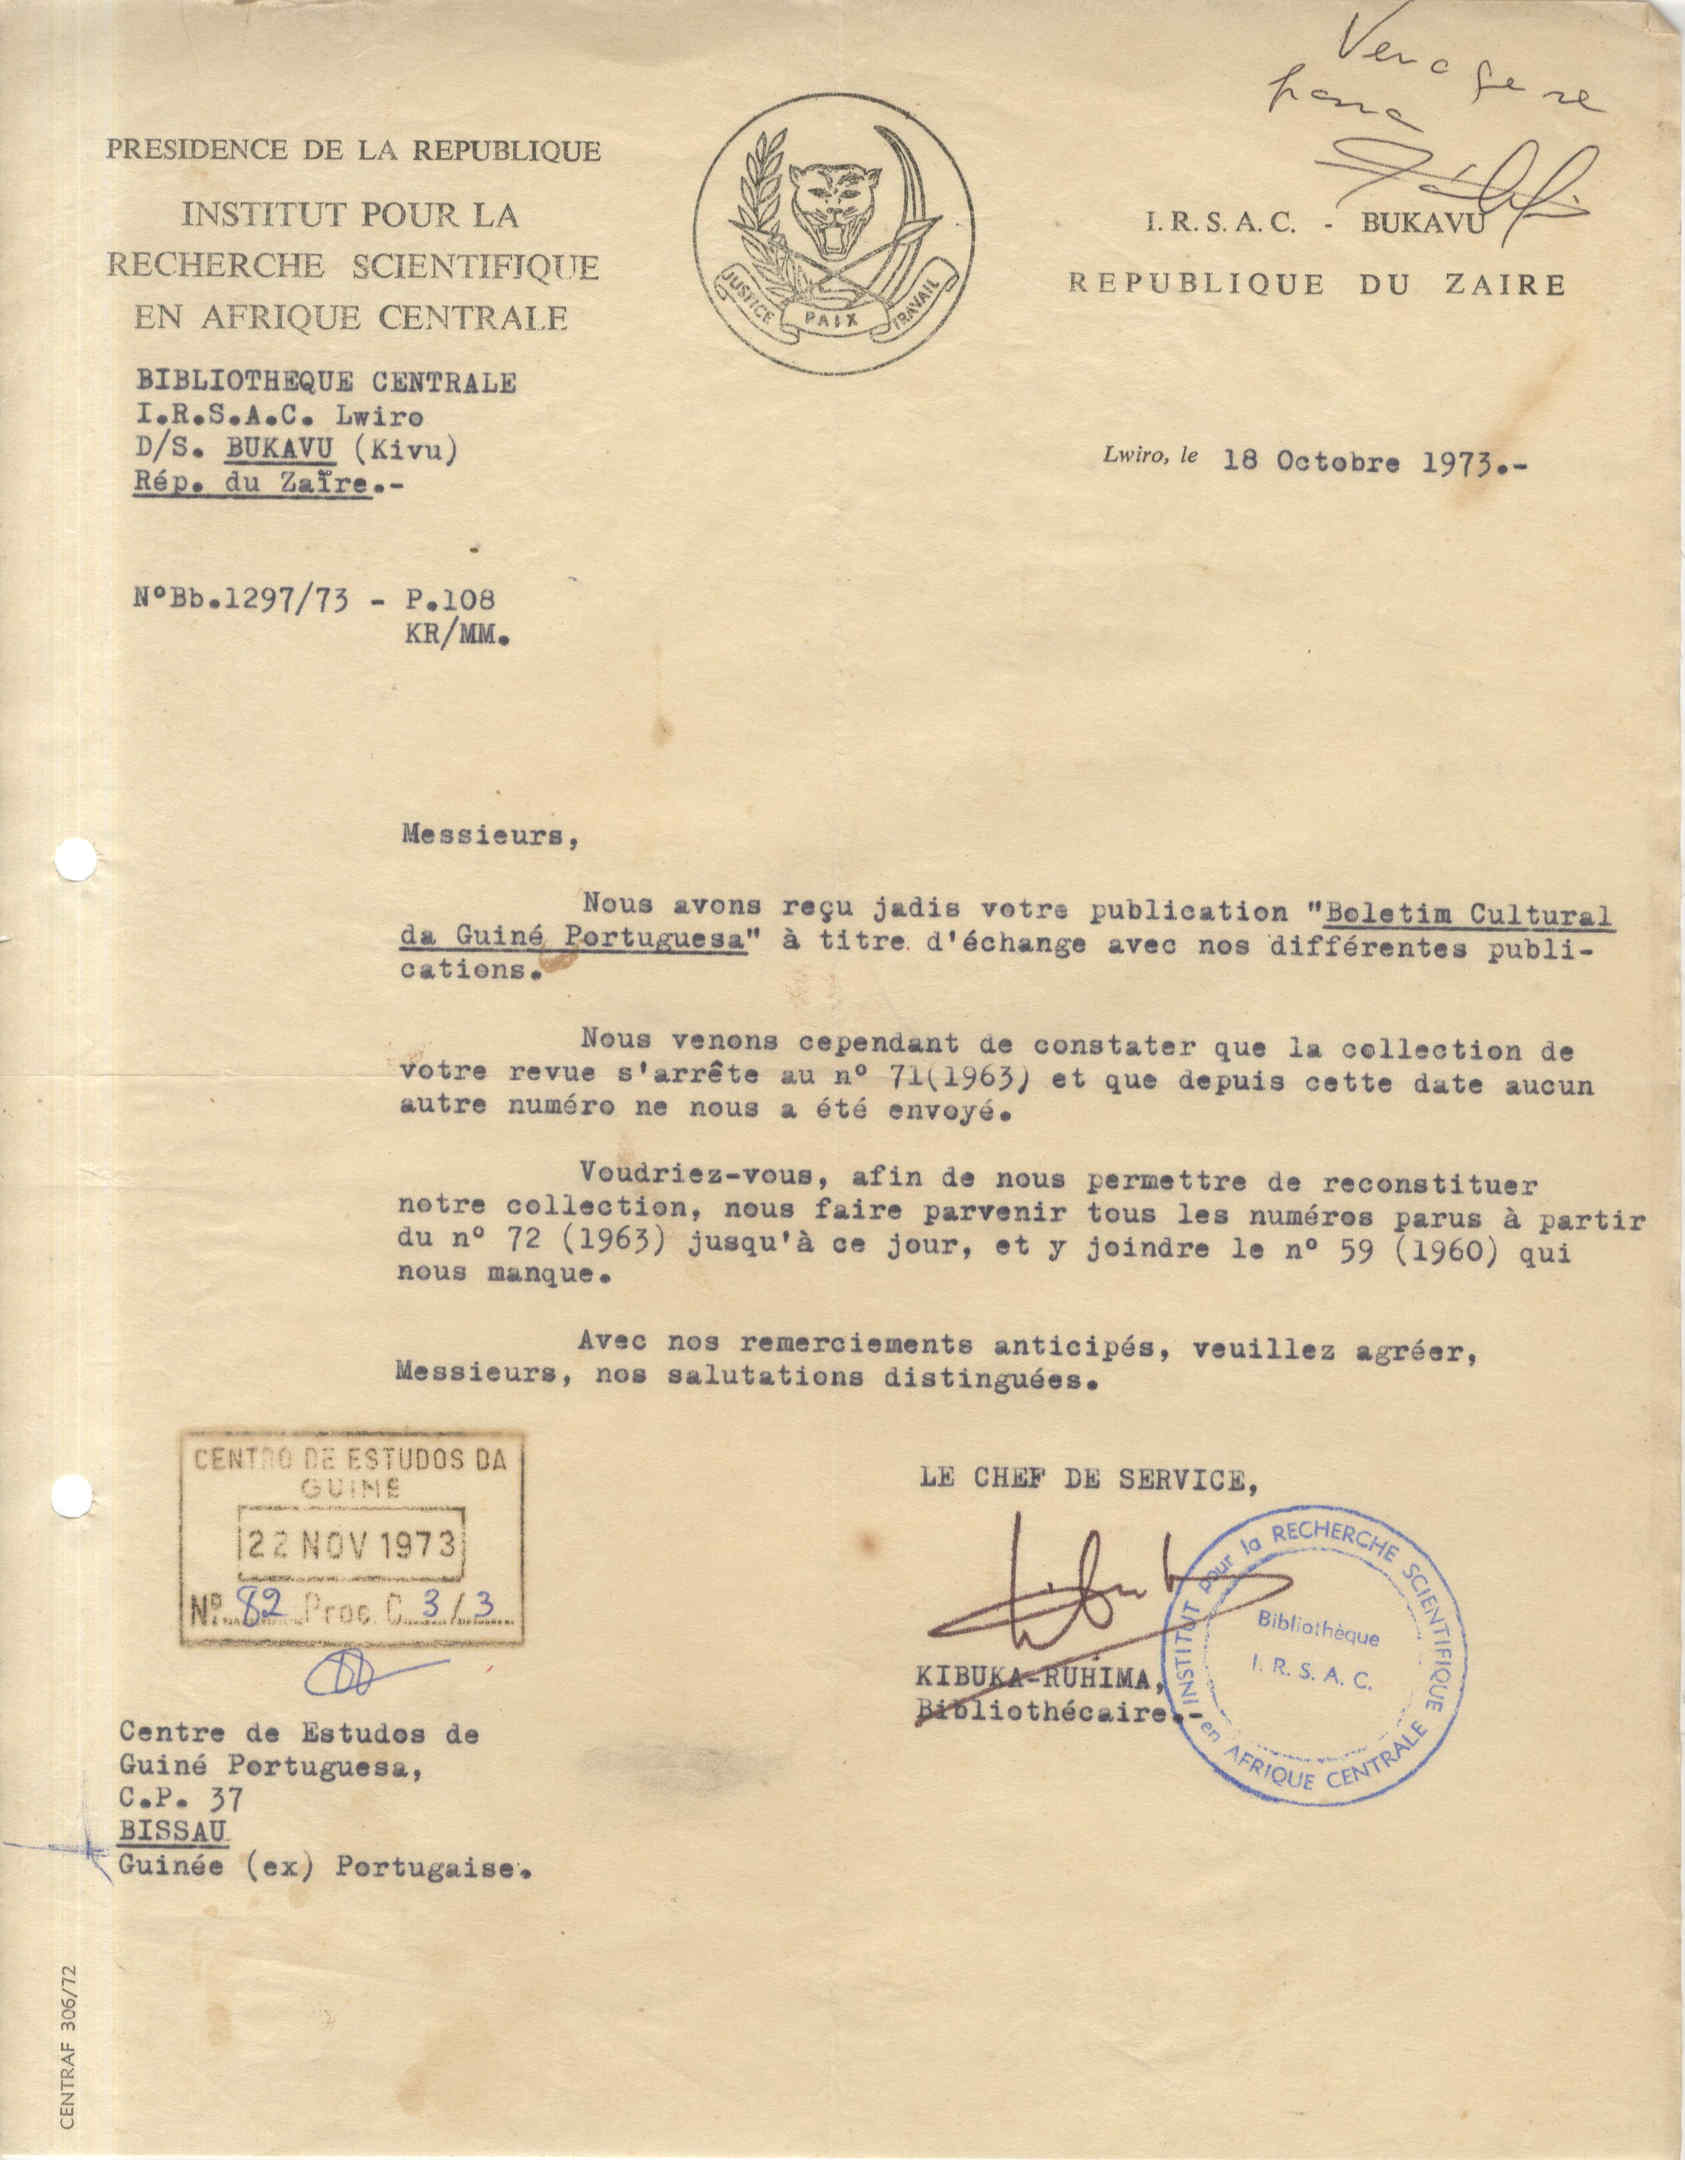 PRESIDENCE DE LA REPUBLIQUE
INSTITUT POUR LA
RECHERCHE SCIENTIFIQUE
EN AFRIQUE CENTRALE
JUSTICE PAIX TRAVAIL
I.R.S.A.C. - BUKAVU
REPUBLIQUE DU ZAIRE
BIBLIOTHEQUE CENTRALE
I.R.S.A.C. Lwiro
D/S. BUKAVU (Kivu)
Rép. du Zaïre.-
Lwiro, le 18 Octobre 1973.-
N°Bb.1297/73 - P.108
KR/MM.
Messieurs,
Nous avons reçu jadis votre publication "Boletim Cultural
da Guiné Portuguesa" à titre d'échange avec nos différentes publi-
cations.
Nous venons cependant de constater que la collection de
votre revue s'arrête au n° 71(1963) et que depuis cette date aucun
autre numéro ne nous a été envoyé.
Voudriez-vous, afin de nous permettre de reconstituer
notre collection, nous faire parvenir tous les numéros parus à partir
du n° 72 (1963) jusqu'à ce jour, et y joindre le n° 59 (1960) qui
nous manque.
Avec nos remerciements anticipés, veuillez agréer,
Messieurs, nos salutations distinguées.
CENTRO DE ESTUDOS DA
GUINÉ
22 NOV 1973
Nº 82 Proc. C 3/3
LE CHEF DE SERVICE,
KIBUKA-RUHIMA,
Bibliothécaire.-
INSTITUT pour la RECHERCHE SCIENTIFIQUE
en AFRIQUE CENTRALE
Bibliothèque
I. R. S. A. C.
Centre de Estudos de
Guiné Portuguesa,
C.P. 37
BISSAU
Guinée (ex) Portugaise.
CENTRAF 306/72